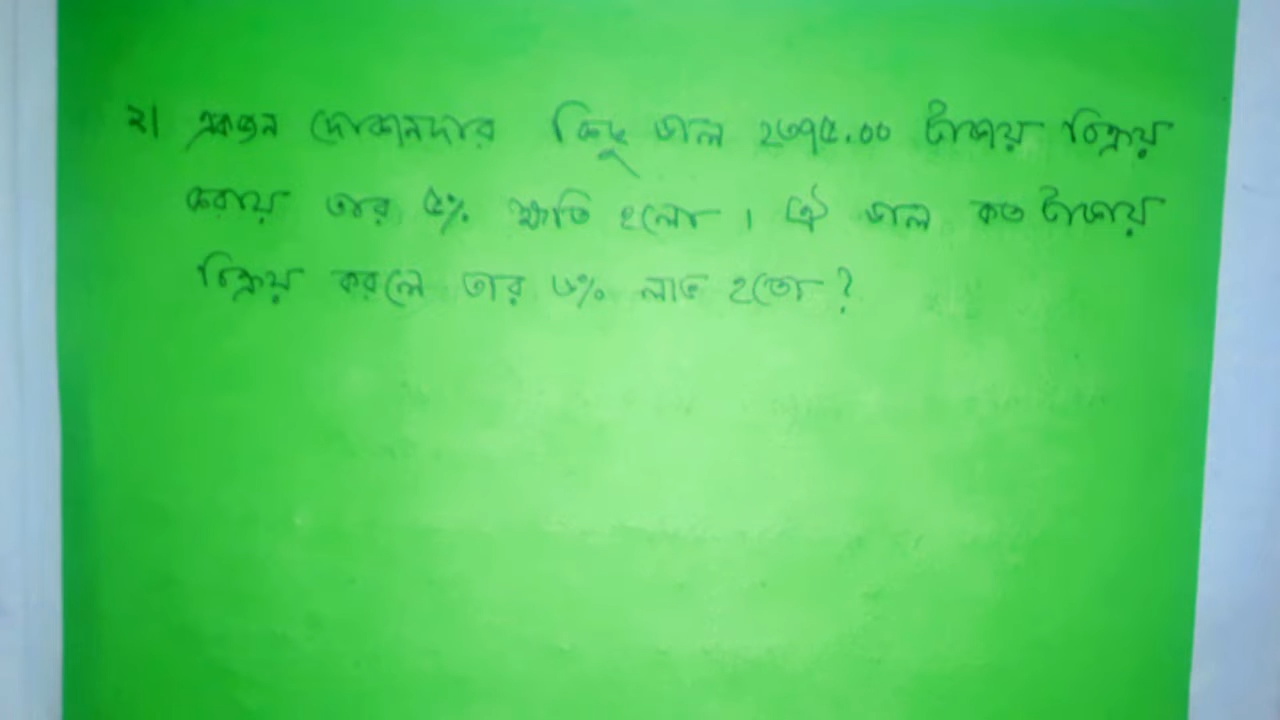 ২। একজন দোকানদার কিছু ডাল ২৩৭৫.০০ টাকায় বিক্রয়
করায় তার ৫% ক্ষতি হলো। ঐ ডাল কত টাকায়
বিক্রয় করলে তার ৬% লাভ হতো?